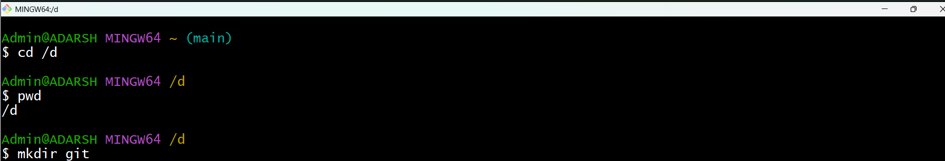 MINGW64:/d
Admin@ADARSH MINGW64 ~ (main)
$ cd /d
Admin@ADARSH MINGW64 /d
$ pwd
/d
Admin@ADARSH MINGW64 /d
$ mkdir git